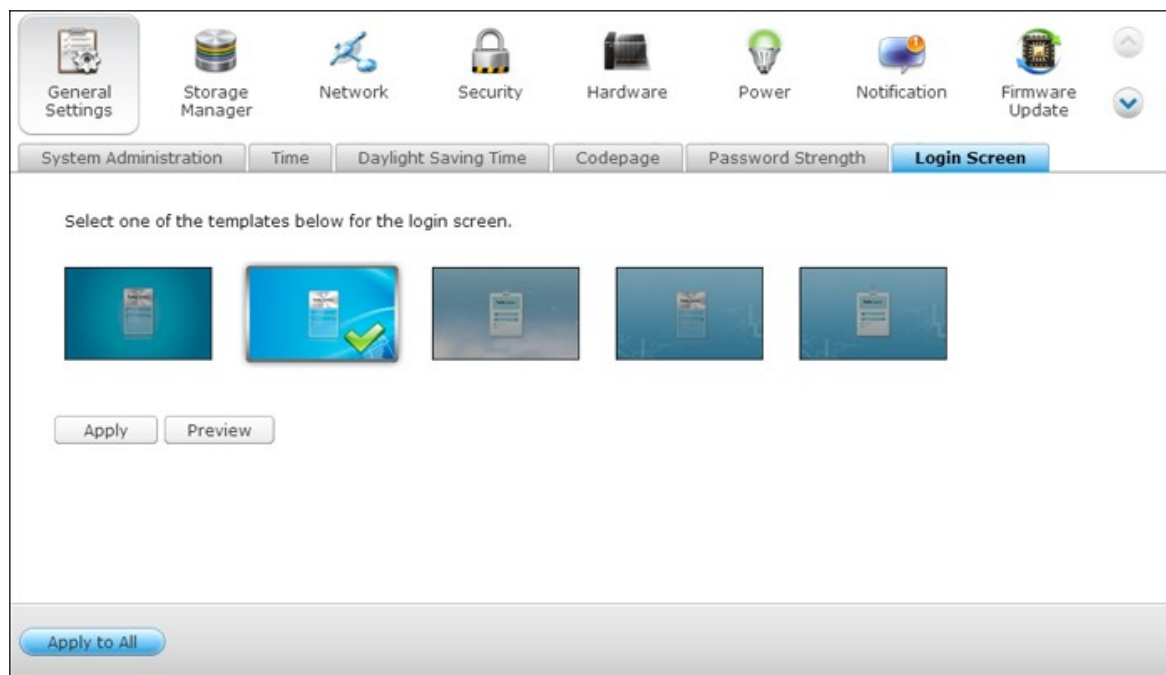 General Settings
Storage Manager
Network
Security
Hardware
Power
Notification
Firmware Update
System Administration
Time
Daylight Saving Time
Codepage
Password Strength
Login Screen
Select one of the templates below for the login screen.
Apply
Preview
Apply to All